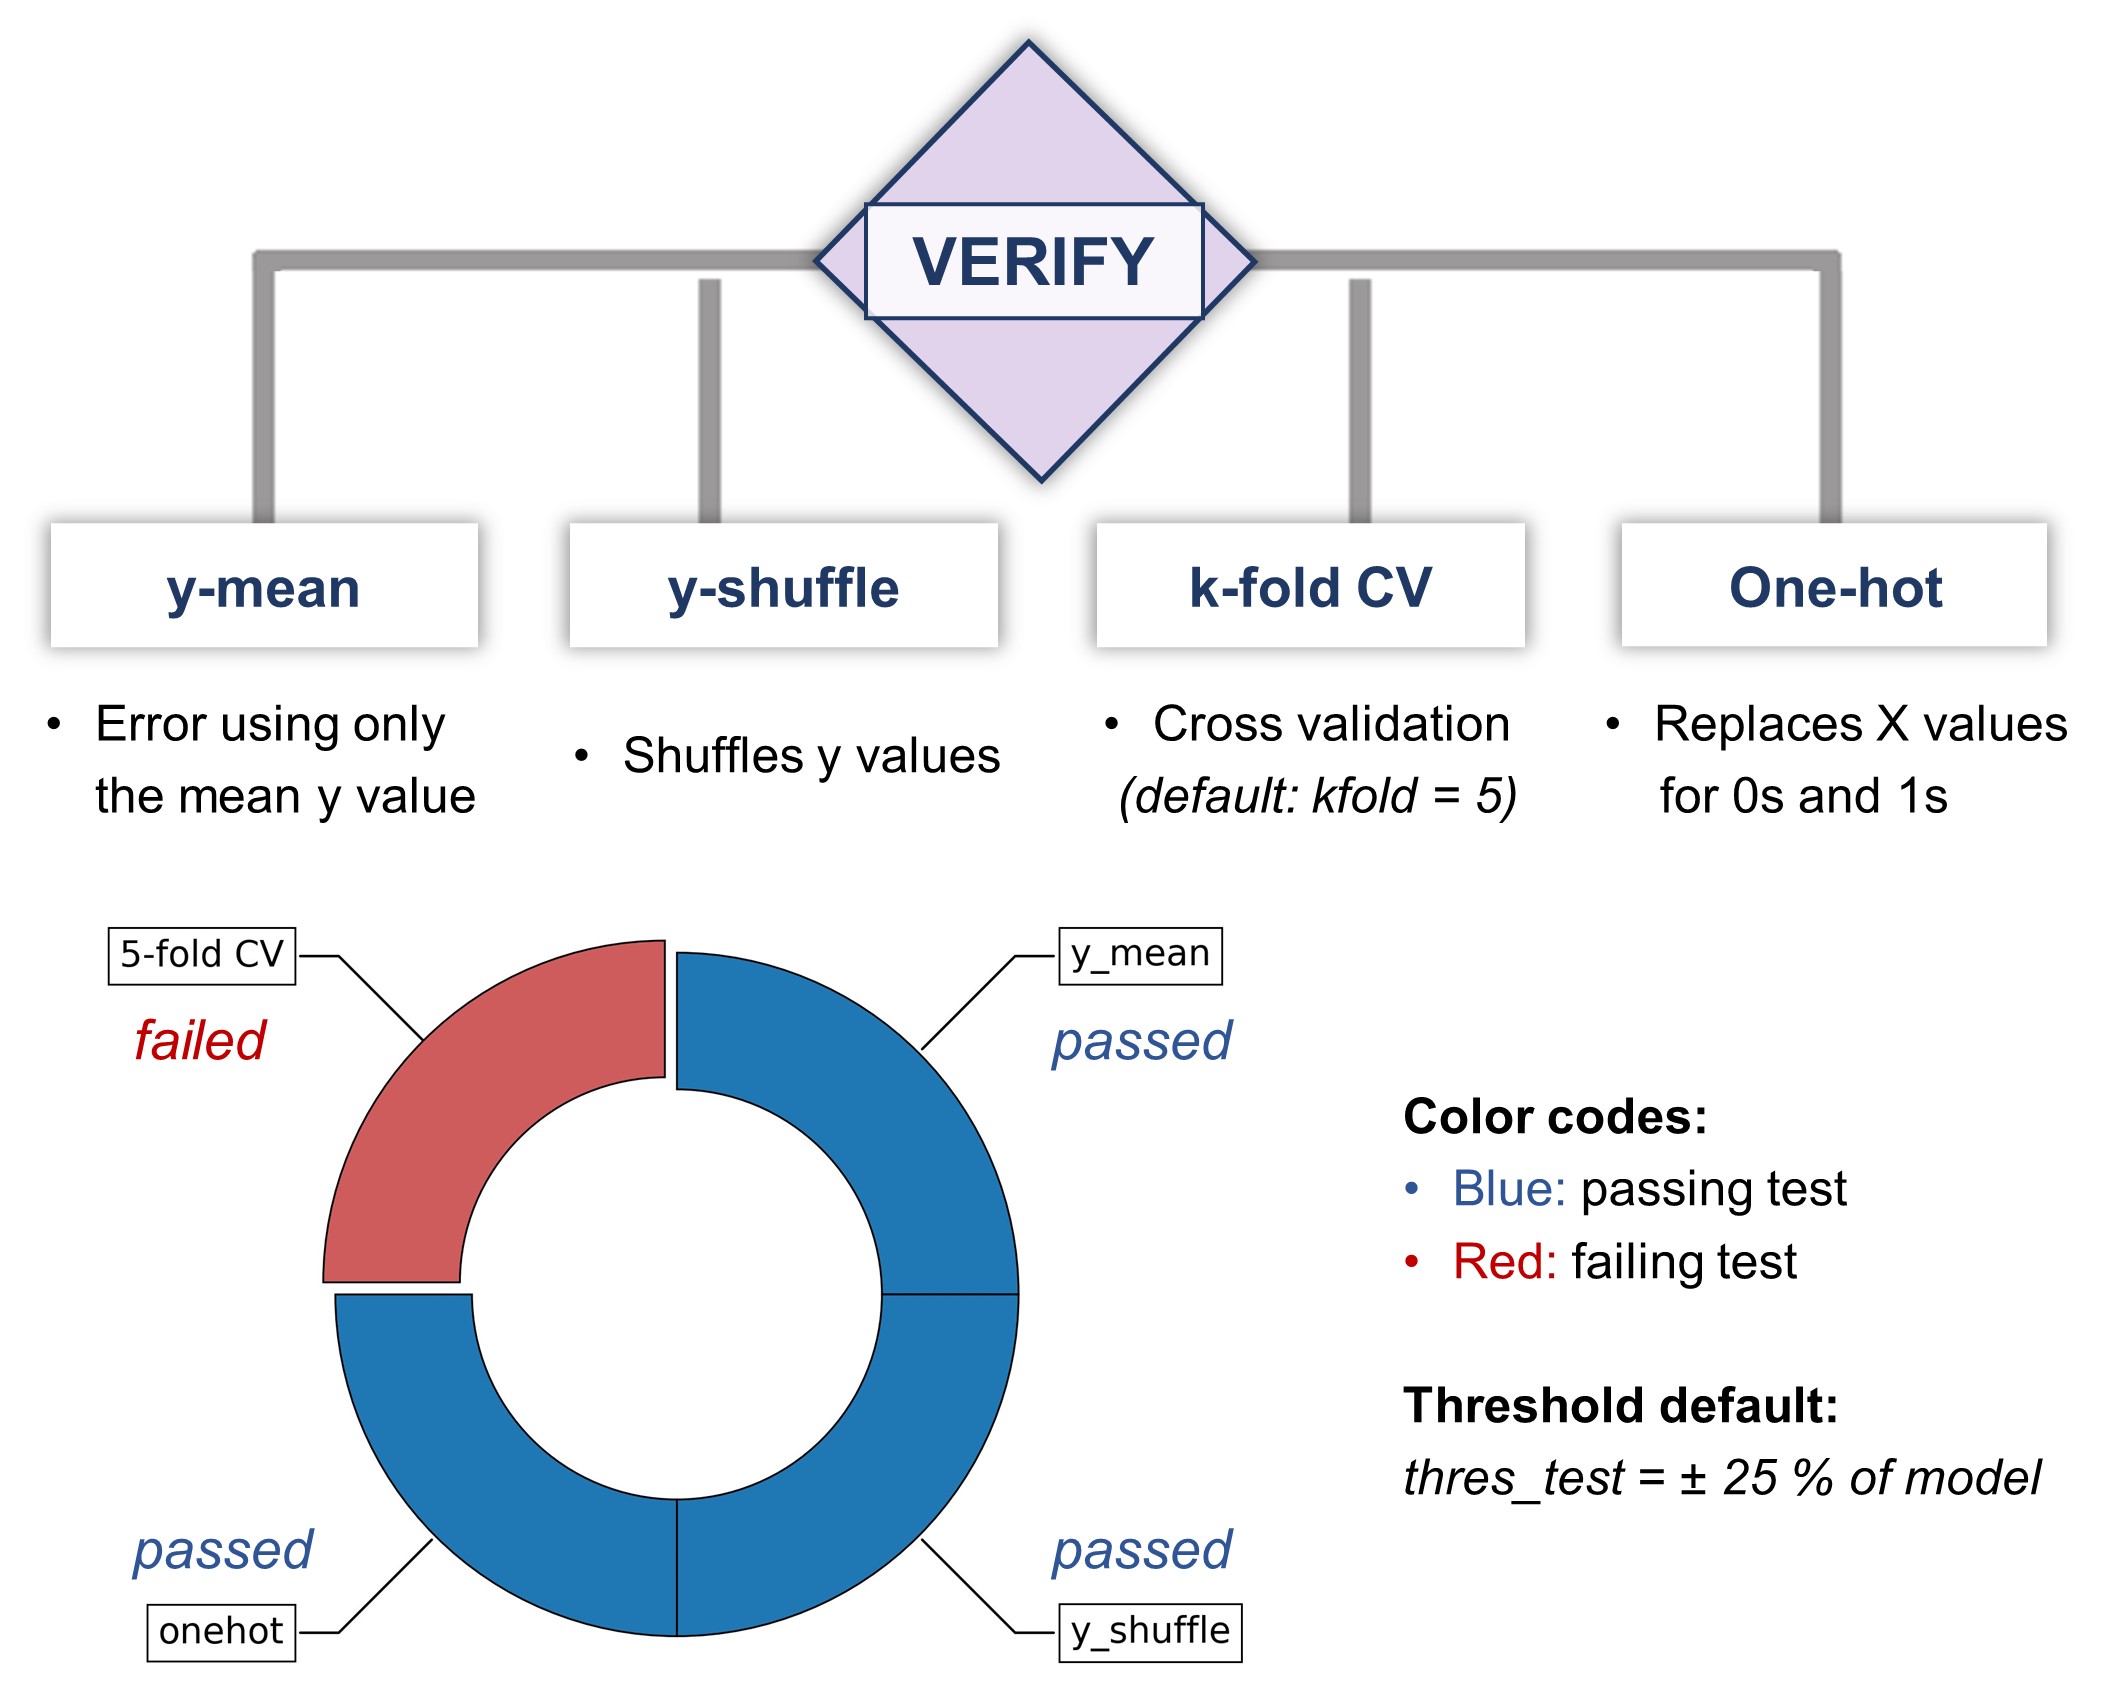 VERIFY
y-mean
y-shuffle
k-fold CV
One-hot
• Error using only
the mean y value
• Shuffles y values
• Cross validation
(default: kfold = 5)
• Replaces X values
for 0s and 1s
5-fold CV
failed
y_mean
passed
passed
onehot
passed
y_shuffle
Color codes:
• Blue: passing test
• Red: failing test
Threshold default:
thres_test = ± 25 % of model